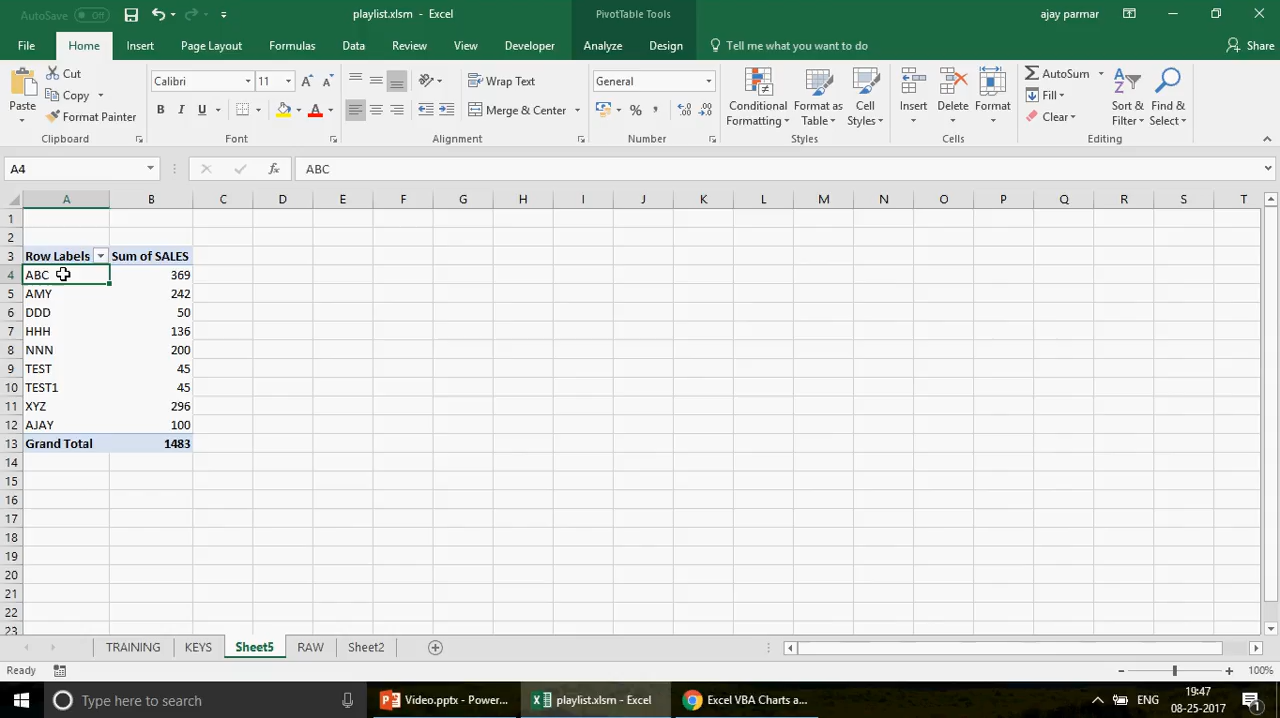 AutoSave Off playlist.xlsm - Excel PivotTable Tools ajay parmar
File Home Insert Page Layout Formulas Data Review View Developer Analyze Design Tell me what you want to do Share
Paste Cut Copy Format Painter
Calibri 11 B I U
Wrap Text Merge & Center
General
Conditional Formatting Format as Table Cell Styles
Insert Delete Format
AutoSum Fill Clear Sort & Filter Find & Select
Clipboard Font Alignment Number Styles Cells Editing
A4 fx ABC
A B C D E F G H I J K L M N O P Q R S T
1
2
3 Row Labels Sum of SALES
4 ABC 369
5 AMY 242
6 DDD 50
7 HHH 136
8 NNN 200
9 TEST 45
10 TEST1 45
11 XYZ 296
12 AJAY 100
13 Grand Total 1483
14
15
16
17
18
19
20
21
22
23
TRAINING KEYS Sheet5 RAW Sheet2
Ready 100%
Type here to search Video.pptx - Power... playlist.xlsm - Excel Excel VBA Charts a... ENG 19:47
08-25-2017 1